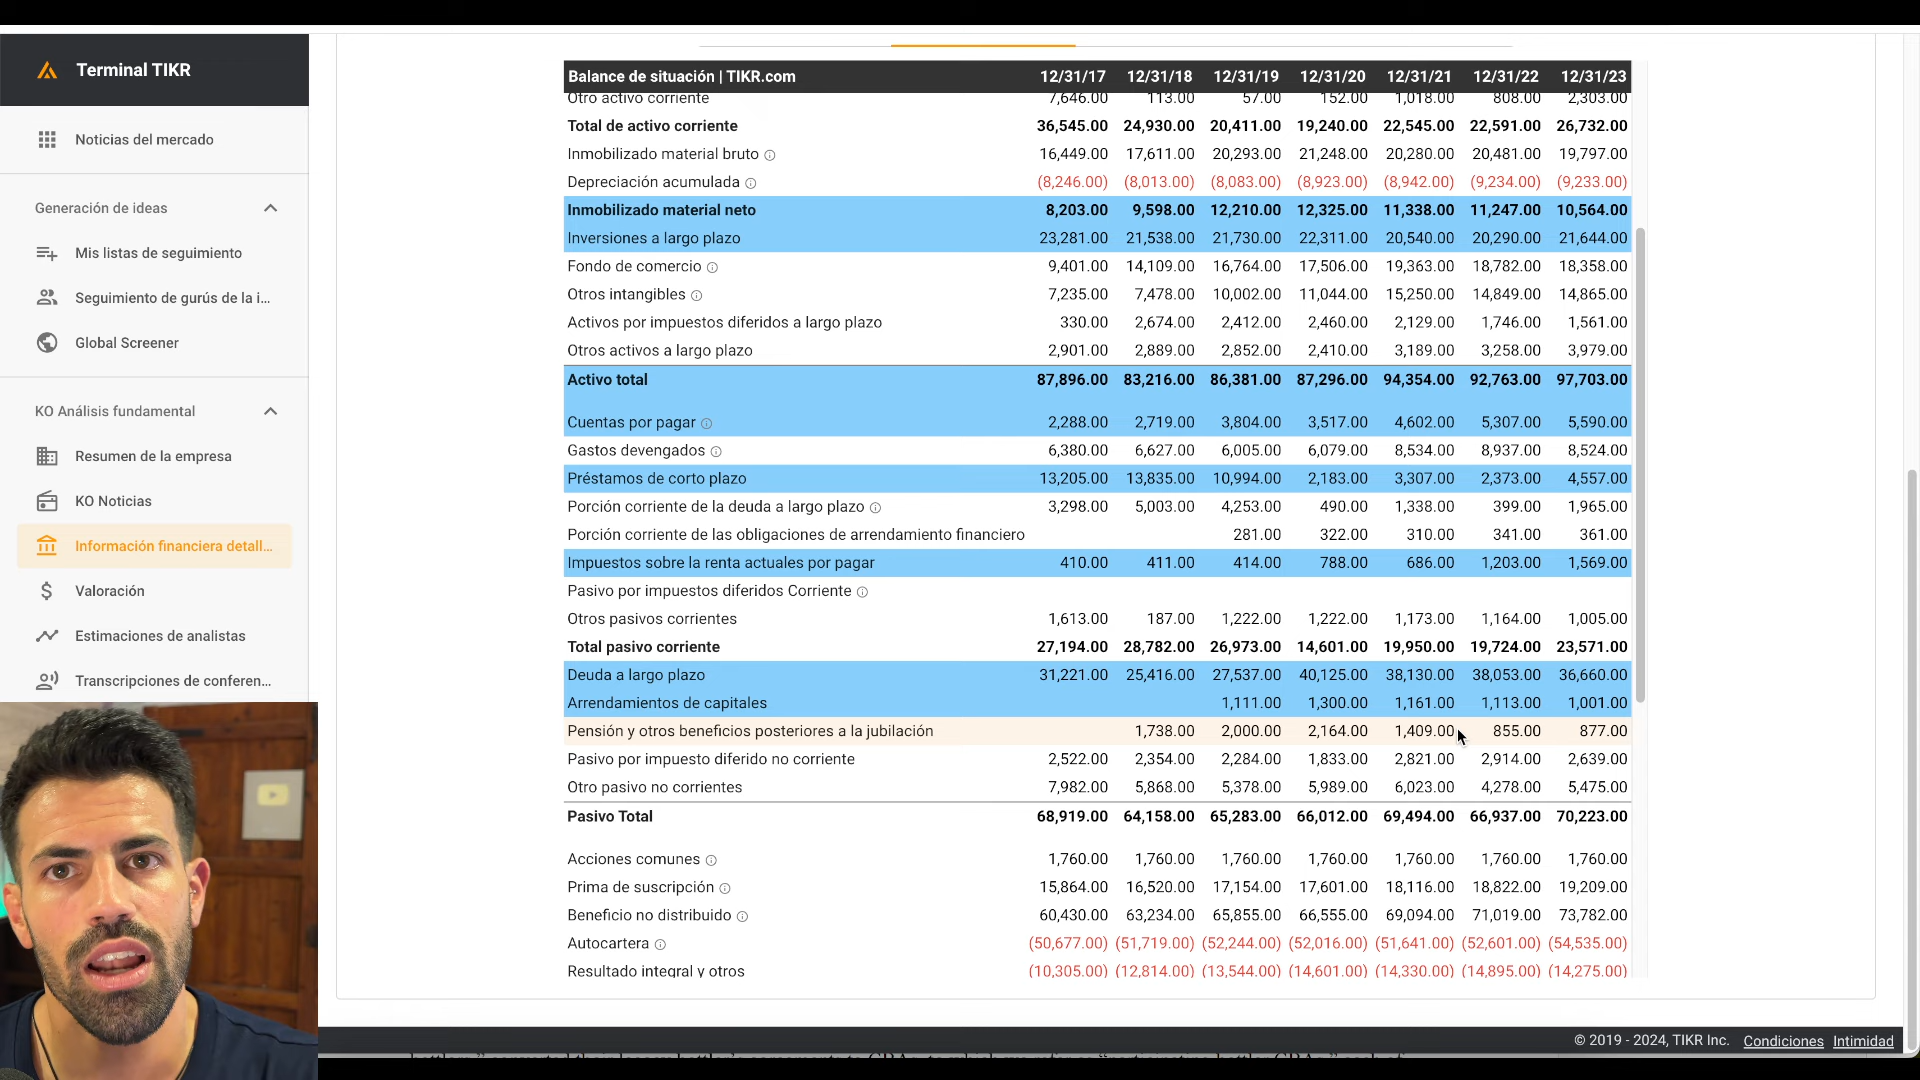 Terminal TIKR
Noticias del mercado
Generación de ideas
Mis listas de seguimiento
Seguimiento de gurús de la i...
Global Screener
KO Análisis fundamental
Resumen de la empresa
KO Noticias
Información financiera detall...
Valoración
Estimaciones de analistas
Transcripciones de conferen...
Balance de situación | TIKR.com 12/31/17 12/31/18 12/31/19 12/31/20 12/31/21 12/31/22 12/31/23
Otro activo corriente 7,646.00 113.00 57.00 152.00 1,018.00 808.00 2,303.00
Total de activo corriente 36,545.00 24,930.00 20,411.00 19,240.00 22,545.00 22,591.00 26,732.00
Inmobilizado material bruto 16,449.00 17,611.00 20,293.00 21,248.00 20,280.00 20,481.00 19,797.00
Depreciación acumulada (8,246.00) (8,013.00) (8,083.00) (8,923.00) (8,942.00) (9,234.00) (9,233.00)
Inmobilizado material neto 8,203.00 9,598.00 12,210.00 12,325.00 11,338.00 11,247.00 10,564.00
Inversiones a largo plazo 23,281.00 21,538.00 21,730.00 22,311.00 20,540.00 20,290.00 21,644.00
Fondo de comercio 9,401.00 14,109.00 16,764.00 17,506.00 19,363.00 18,782.00 18,358.00
Otros intangibles 7,235.00 7,478.00 10,002.00 11,044.00 15,250.00 14,849.00 14,865.00
Activos por impuestos diferidos a largo plazo 330.00 2,674.00 2,412.00 2,460.00 2,129.00 1,746.00 1,561.00
Otros activos a largo plazo 2,901.00 2,889.00 2,852.00 2,410.00 3,189.00 3,258.00 3,979.00
Activo total 87,896.00 83,216.00 86,381.00 87,296.00 94,354.00 92,763.00 97,703.00
Cuentas por pagar 2,288.00 2,719.00 3,804.00 3,517.00 4,602.00 5,307.00 5,590.00
Gastos devengados 6,380.00 6,627.00 6,005.00 6,079.00 8,534.00 8,937.00 8,524.00
Préstamos de corto plazo 13,205.00 13,835.00 10,994.00 2,183.00 3,307.00 2,373.00 4,557.00
Porción corriente de la deuda a largo plazo 3,298.00 5,003.00 4,253.00 490.00 1,338.00 399.00 1,965.00
Porción corriente de las obligaciones de arrendamiento financiero 281.00 322.00 310.00 341.00 361.00
Impuestos sobre la renta actuales por pagar 410.00 411.00 414.00 788.00 686.00 1,203.00 1,569.00
Pasivo por impuestos diferidos Corriente
Otros pasivos corrientes 1,613.00 187.00 1,222.00 1,222.00 1,173.00 1,164.00 1,005.00
Total pasivo corriente 27,194.00 28,782.00 26,973.00 14,601.00 19,950.00 19,724.00 23,571.00
Deuda a largo plazo 31,221.00 25,416.00 27,537.00 40,125.00 38,130.00 38,053.00 36,660.00
Arrendamientos de capitales 1,111.00 1,300.00 1,161.00 1,113.00 1,001.00
Pensión y otros beneficios posteriores a la jubilación 1,738.00 2,000.00 2,164.00 1,409.00 855.00 877.00
Pasivo por impuesto diferido no corriente 2,522.00 2,354.00 2,284.00 1,833.00 2,821.00 2,914.00 2,639.00
Otro pasivo no corrientes 7,982.00 5,868.00 5,378.00 5,989.00 6,023.00 4,278.00 5,475.00
Pasivo Total 68,919.00 64,158.00 65,283.00 66,012.00 69,494.00 66,937.00 70,223.00
Acciones comunes 1,760.00 1,760.00 1,760.00 1,760.00 1,760.00 1,760.00 1,760.00
Prima de suscripción 15,864.00 16,520.00 17,154.00 17,601.00 18,116.00 18,822.00 19,209.00
Beneficio no distribuido 60,430.00 63,234.00 65,855.00 66,555.00 69,094.00 71,019.00 73,782.00
Autocartera (50,677.00) (51,719.00) (52,244.00) (52,016.00) (51,641.00) (52,601.00) (54,535.00)
Resultado integral y otros (10,305.00) (12,814.00) (13,544.00) (14,601.00) (14,330.00) (14,895.00) (14,275.00)
© 2019 - 2024, TIKR Inc. Condiciones Intimidad